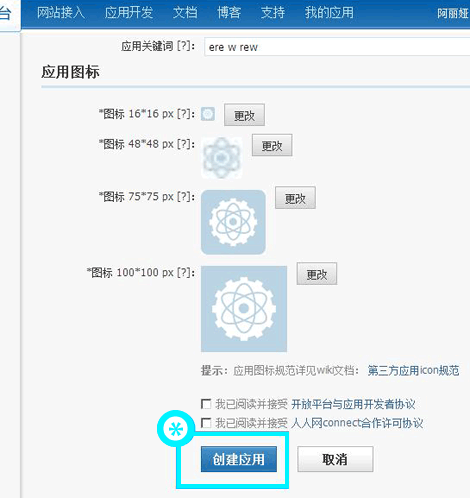 台 网站接入 应用开发 文档 博客 支持 我的应用 阿丽娅
应用关键词 [?]: ere w rew
应用图标
*图标 16*16 px [?]: 更改
*图标 48*48 px [?]: 更改
*图标 75*75 px [?]: 更改
*图标 100*100 px [?]: 更改
提示: 应用图标规范详见wiki文档: 第三方应用icon规范
我已阅读并接受 开放平台与应用开发者协议
我已阅读并接受 人人网connect合作许可协议
*
创建应用 取消